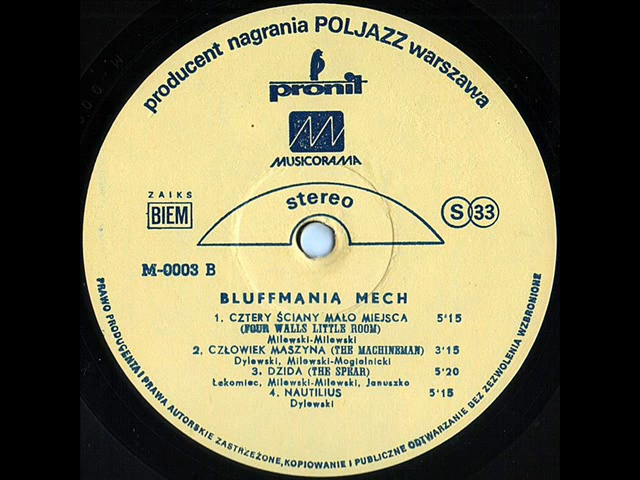 producent nagrania POLJAZZ warszawa
pronit
MUSICORAMA
stereo
ZAIKS
BIEM
S 33
M-0003 B
BLUFFMANIA MECH
1. CZTERY ŚCIANY MAŁO MIEJSCA 5'15
(FOUR WALLS LITTLE ROOM)
Milewski-Milewski
2. CZŁOWIEK MASZYNA (THE MACHINEMAN) 3'15
Dylewski, Milewski-Mogielnicki
3. DZIDA (THE SPEAR) 5'20
Łakomiec, Milewski-Milewski, Januszko
4. NAUTILIUS 5'15
Dylewski
PRAWO PRODUCENTA I PRAWA AUTORSKIE ZASTRZEŻONE, KOPIOWANIE I PUBLICZNE ODTWARZANIE BEZ ZEZWOLENIA WZBRONIONE